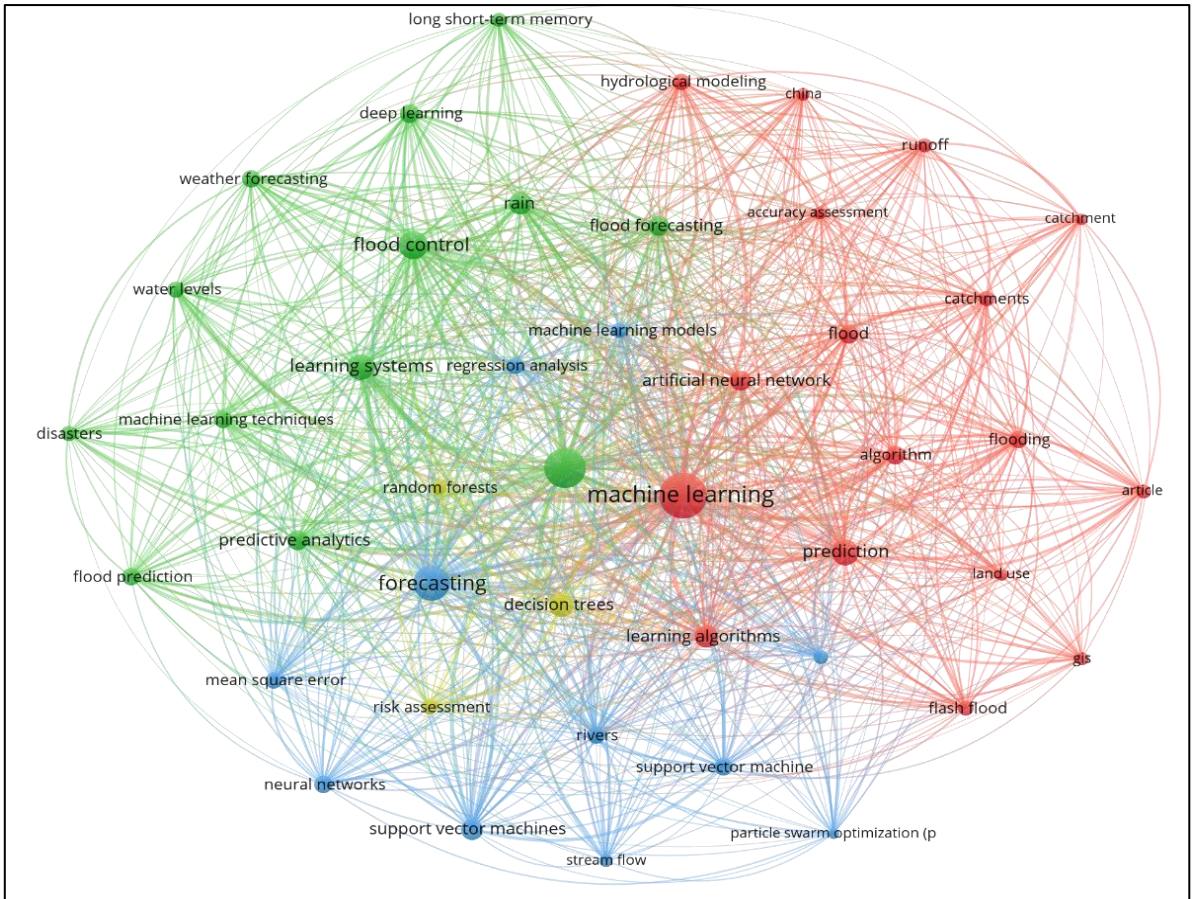 long short-term memory
hydrological modeling
china
deep learning
runoff
weather forecasting
rain
accuracy assessment
catchment
flood forecasting
flood control
water levels
catchments
machine learning models
flood
learning systems
regression analysis
artificial neural network
machine learning techniques
disasters
flooding
algorithm
random forests
machine learning
article
predictive analytics
prediction
flood prediction
forecasting
land use
decision trees
learning algorithms
gis
mean square error
risk assessment
flash flood
rivers
support vector machine
neural networks
support vector machines
particle swarm optimization (p
stream flow